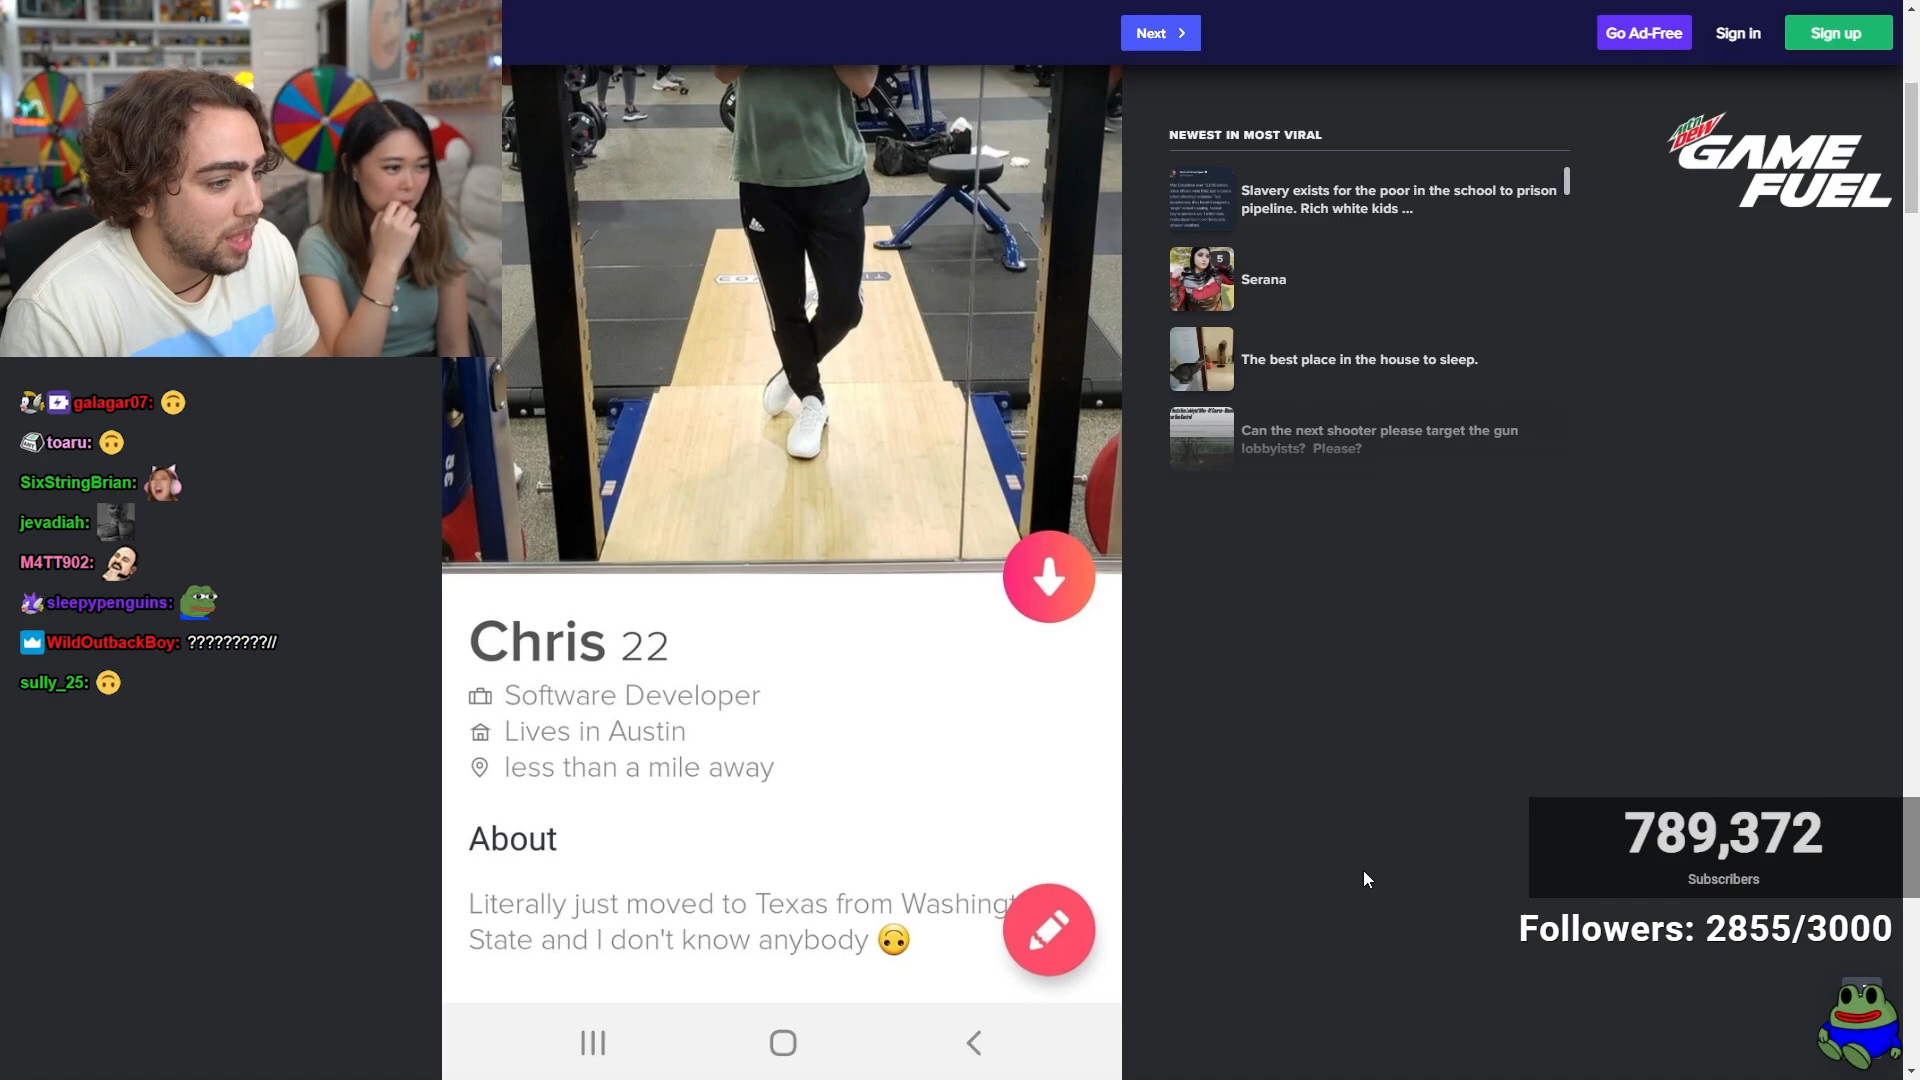 Next
Go Ad-Free
Sign in
Sign up
NEWEST IN MOST VIRAL
Slavery exists for the poor in the school to prison
pipeline. Rich white kids ...
5
Serana
The best place in the house to sleep.
Can the next shooter please target the gun
lobbyists? Please?
mtn
DEW
GAME
FUEL
galagar07: 🙃
toaru: 🙃
SixStringBrian:
jevadiah:
M4TT902:
sleepypenguins:
WildOutbackBoy: ?????????//
sully_25: 🙃
Chris 22
Software Developer
Lives in Austin
less than a mile away
About
Literally just moved to Texas from Washingt
State and I don't know anybody 🙃
789,372
Subscribers
Followers: 2855/3000